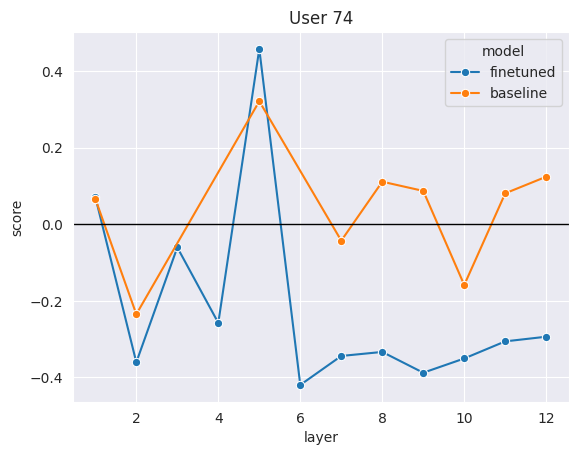 User 74
model
finetuned
baseline
score
0.4
0.2
0.0
−0.2
−0.4
2 4 6 8 10 12
layer